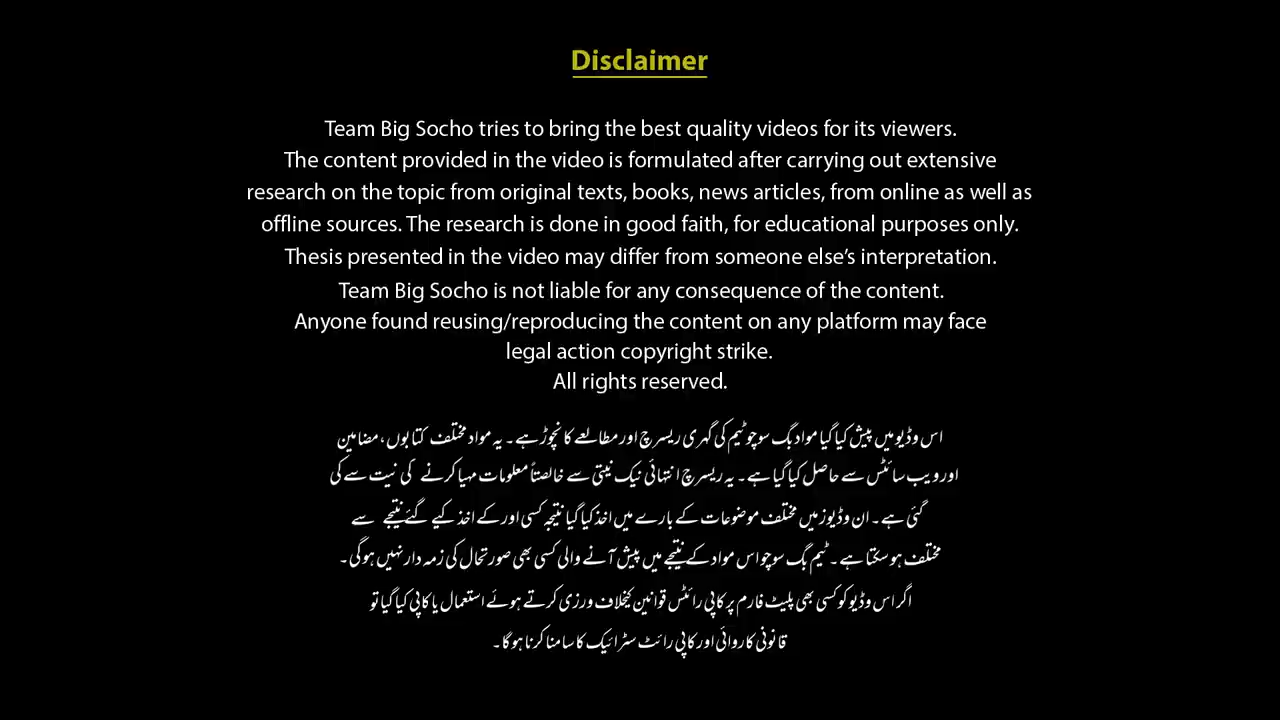 Disclaimer
Team Big Socho tries to bring the best quality videos for its viewers.
The content provided in the video is formulated after carrying out extensive
research on the topic from original texts, books, news articles, from online as well as
offline sources. The research is done in good faith, for educational purposes only.
Thesis presented in the video may differ from someone else’s interpretation.
Team Big Socho is not liable for any consequence of the content.
Anyone found reusing/reproducing the content on any platform may face
legal action copyright strike.
All rights reserved.
اس وڈیو میں پیش کیا گیا مواد بگ سوچو ٹیم کی گہری ریسرچ اور مطالعے کا نچوڑ ہے۔ یہ مواد مختلف کتابوں، مضامین
اور ویب سائٹس سے حاصل کیا گیا ہے۔ یہ ریسرچ انتہائی نیک نیتی سے خالصتاً معلومات مہیا کرنے کی نیت سے کی
گئی ہے۔ ان وڈیوز میں مختلف موضوعات کے بارے میں اخذ کیا گیا نتیجہ کسی اور کے اخذ کیے گئے نتیجے سے
مختلف ہو سکتا ہے۔ ٹیم بگ سوچو اس مواد کے نتیجے میں پیش آنے والی کسی بھی صورتحال کی زمہ دار نہیں ہوگی۔
اگر اس وڈیو کو کسی بھی پلیٹ فارم پر کاپی رائٹس قوانین کیخلاف ورزی کرتے ہوئے استعمال یا کاپی کیا گیا تو
قانونی کاروائی اور کاپی رائٹ سٹرائیک کا سامنا کرنا ہوگا۔